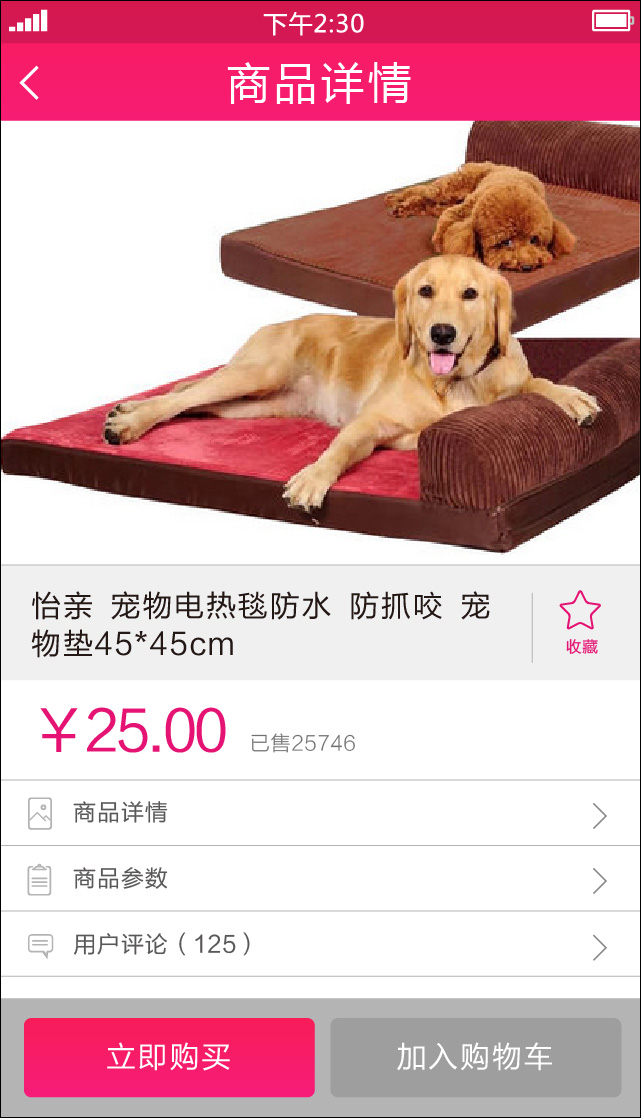 下午2:30
商品详情
怡亲 宠物电热毯防水 防抓咬 宠
物垫45*45cm
收藏
￥25.00 已售25746
商品详情
商品参数
用户评论（125）
立即购买 加入购物车